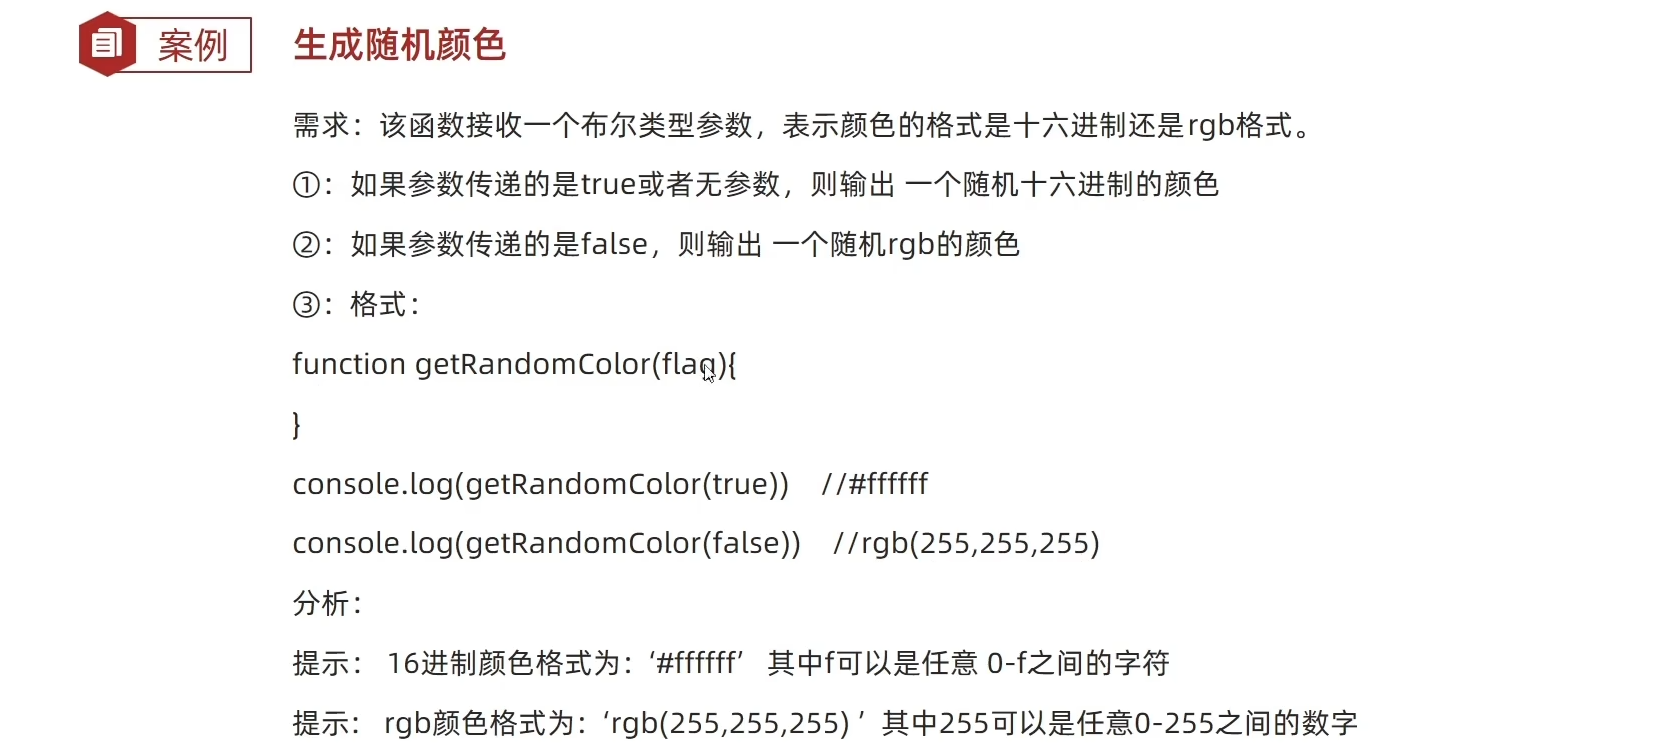 案例
生成随机颜色
需求：该函数接收一个布尔类型参数，表示颜色的格式是十六进制还是rgb格式。
①：如果参数传递的是true或者无参数，则输出 一个随机十六进制的颜色
②：如果参数传递的是false，则输出 一个随机rgb的颜色
③：格式：
function getRandomColor(flag){
}
console.log(getRandomColor(true)) //#ffffff
console.log(getRandomColor(false)) //rgb(255,255,255)
分析：
提示： 16进制颜色格式为：‘#ffffff’ 其中f可以是任意 0-f之间的字符
提示： rgb颜色格式为：‘rgb(255,255,255) ’ 其中255可以是任意0-255之间的数字